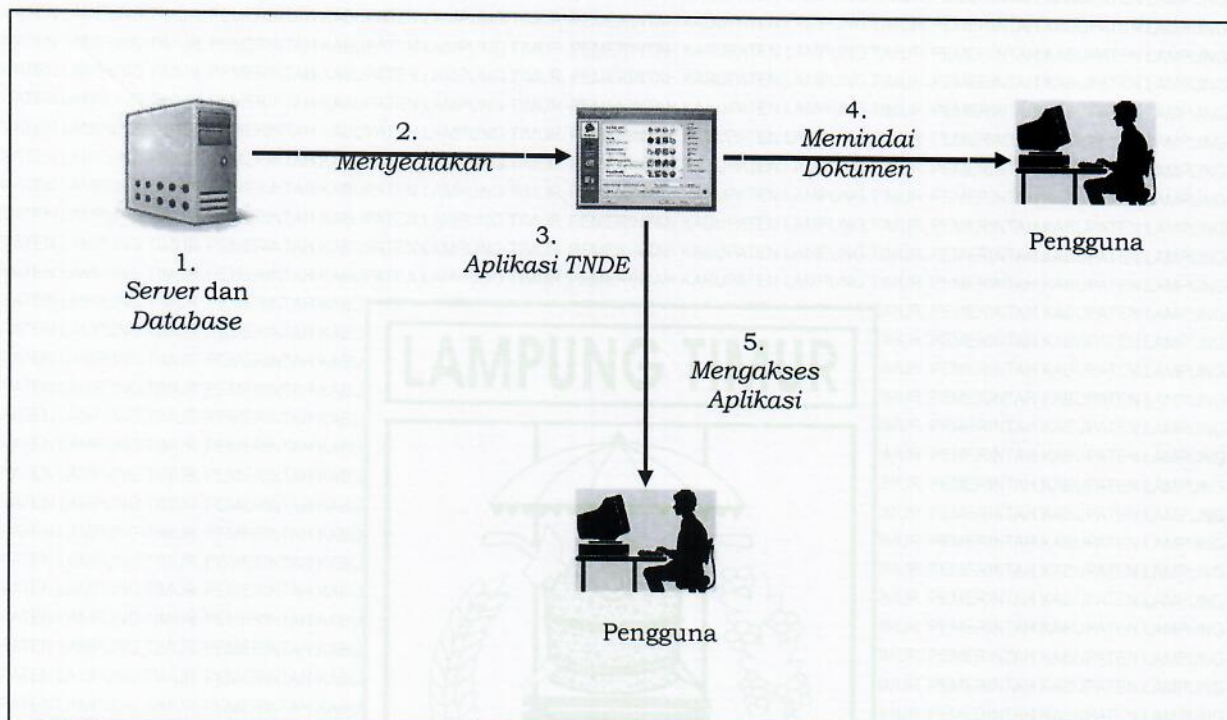 2.
Menyediakan
4.
Memindai
Dokumen
Pengguna
1.
Server dan
Database
3.
Aplikasi TNDE
5.
Mengakses
Aplikasi
Pengguna
LAMPUNG TIMUR